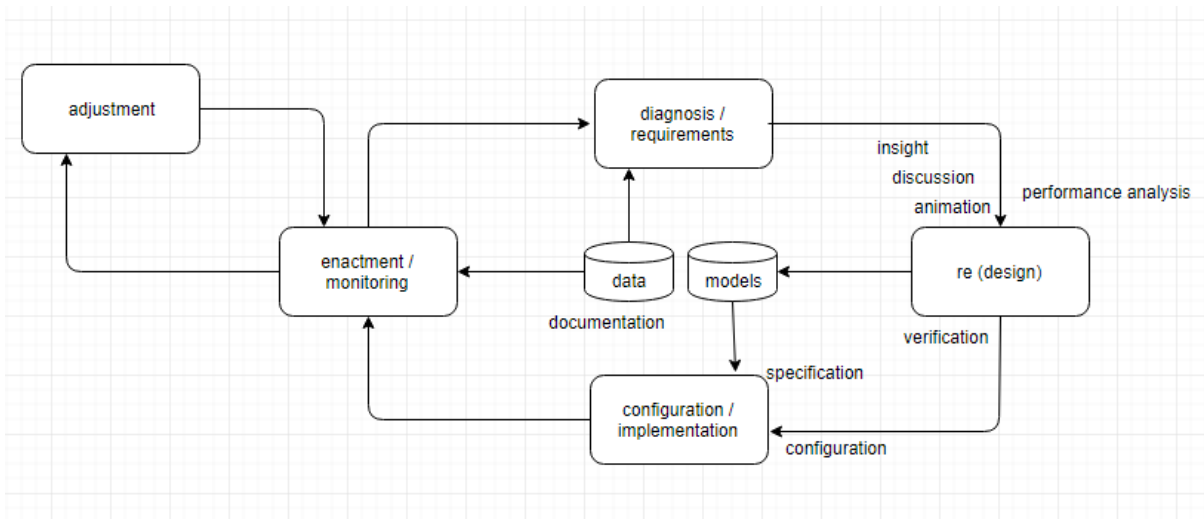 adjustment
diagnosis /
requirements
insight
discussion
animation
performance analysis
enactment /
monitoring
data
models
re (design)
documentation
verification
specification
configuration /
implementation
configuration